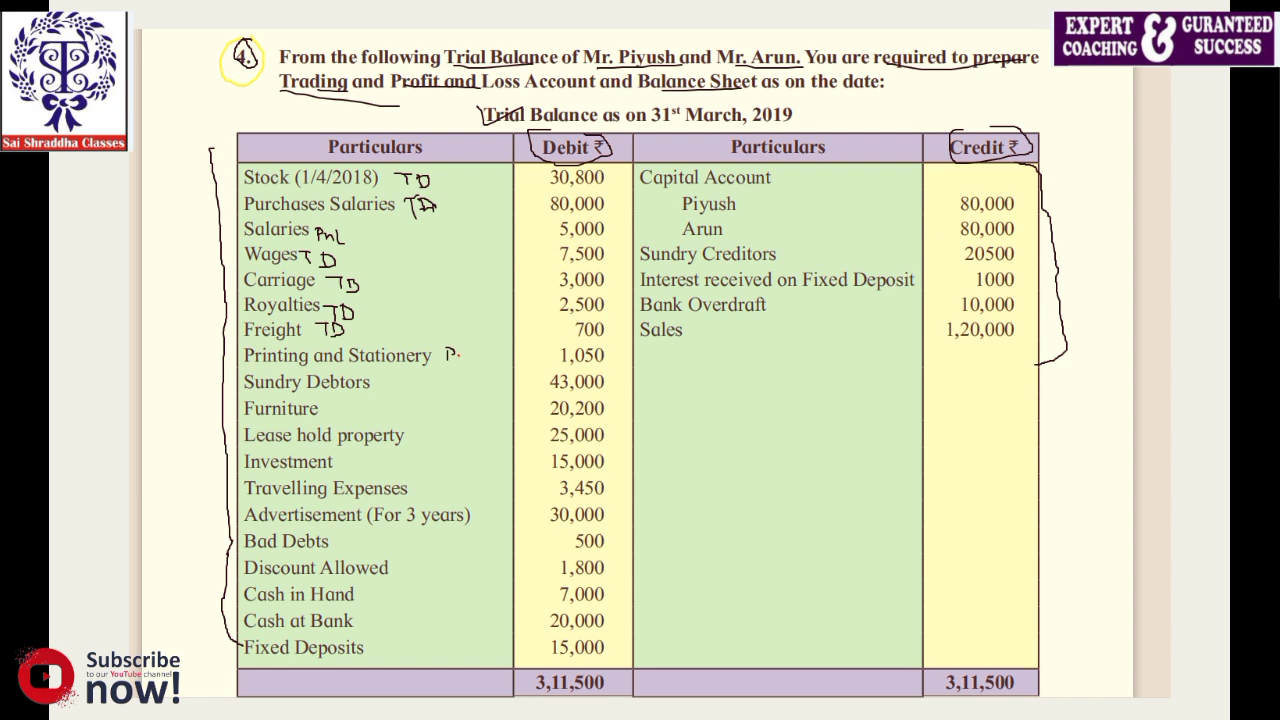 EXPERT & GURANTEED
COACHING SUCCESS
Sai Shraddha Classes
4. From the following Trial Balance of Mr. Piyush and Mr. Arun. You are required to prepare
Trading and Profit and Loss Account and Balance Sheet as on the date:
Trial Balance as on 31st March, 2019
Particulars Debit ₹ Particulars Credit ₹
Stock (1/4/2018) TD 30,800 Capital Account
Purchases Salaries TD 80,000 Piyush 80,000
Salaries PnL 5,000 Arun 80,000
Wages TD 7,500 Sundry Creditors 20500
Carriage TD 3,000 Interest received on Fixed Deposit 1000
Royalties TD 2,500 Bank Overdraft 10,000
Freight TD 700 Sales 1,20,000
Printing and Stationery P 1,050
Sundry Debtors 43,000
Furniture 20,200
Lease hold property 25,000
Investment 15,000
Travelling Expenses 3,450
Advertisement (For 3 years) 30,000
Bad Debts 500
Discount Allowed 1,800
Cash in Hand 7,000
Cash at Bank 20,000
Fixed Deposits 15,000
3,11,500 3,11,500
Subscribe
to our YouTube channel
now!